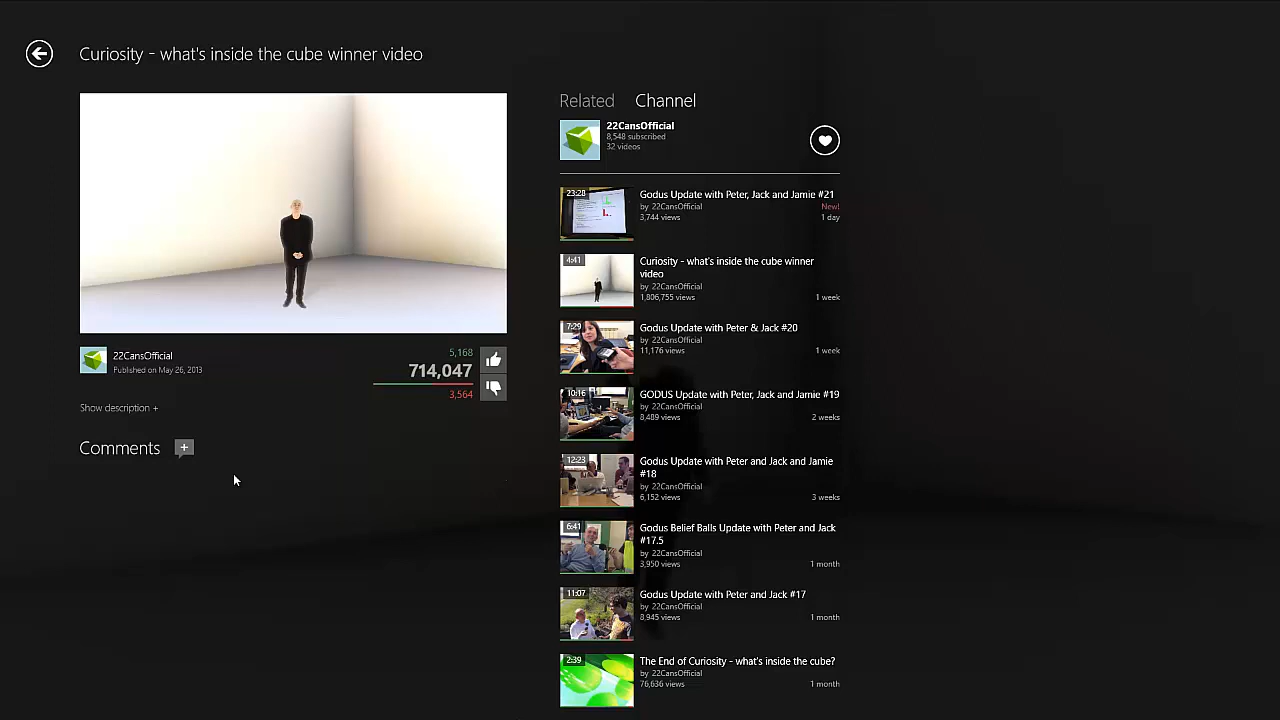 Curiosity - what's inside the cube winner video
22CansOfficial
Published on May 26, 2013
5,168
714,047
3,564
Show description +
Comments +
Related Channel
22CansOfficial
8,548 subscribed
32 videos
23:28
Godus Update with Peter, Jack and Jamie #21
by 22CansOfficial
New!
3,744 views
1 day
4:41
Curiosity - what's inside the cube winner
video
by 22CansOfficial
1,806,755 views
1 week
7:29
Godus Update with Peter & Jack #20
by 22CansOfficial
11,176 views
1 week
10:16
GODUS Update with Peter, Jack and Jamie #19
by 22CansOfficial
8,489 views
2 weeks
12:23
Godus Update with Peter and Jack and Jamie
#18
by 22CansOfficial
6,152 views
3 weeks
6:41
Godus Belief Balls Update with Peter and Jack
#17.5
by 22CansOfficial
3,950 views
1 month
11:07
Godus Update with Peter and Jack #17
by 22CansOfficial
8,945 views
1 month
2:39
The End of Curiosity - what's inside the cube?
by 22CansOfficial
76,636 views
1 month